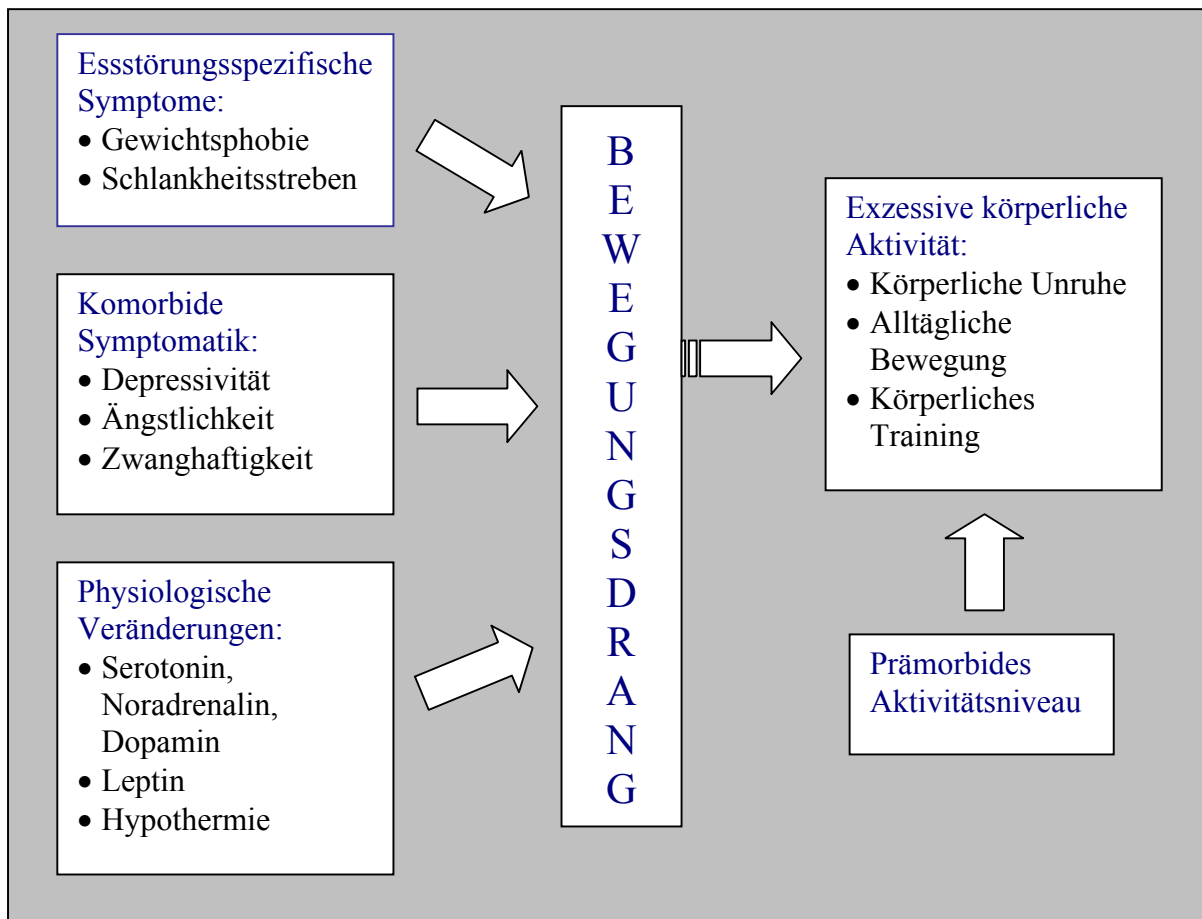 Essstörungsspezifische
Symptome:
• Gewichtsphobie
• Schlankheitsstreben
Komorbide
Symptomatik:
• Depressivität
• Ängstlichkeit
• Zwanghaftigkeit
Physiologische
Veränderungen:
• Serotonin,
Noradrenalin,
Dopamin
• Leptin
• Hypothermie
B
E
W
E
G
U
N
G
S
D
R
A
N
G
Exzessive körperliche
Aktivität:
• Körperliche Unruhe
• Alltägliche
Bewegung
• Körperliches
Training
Prämorbides
Aktivitätsniveau